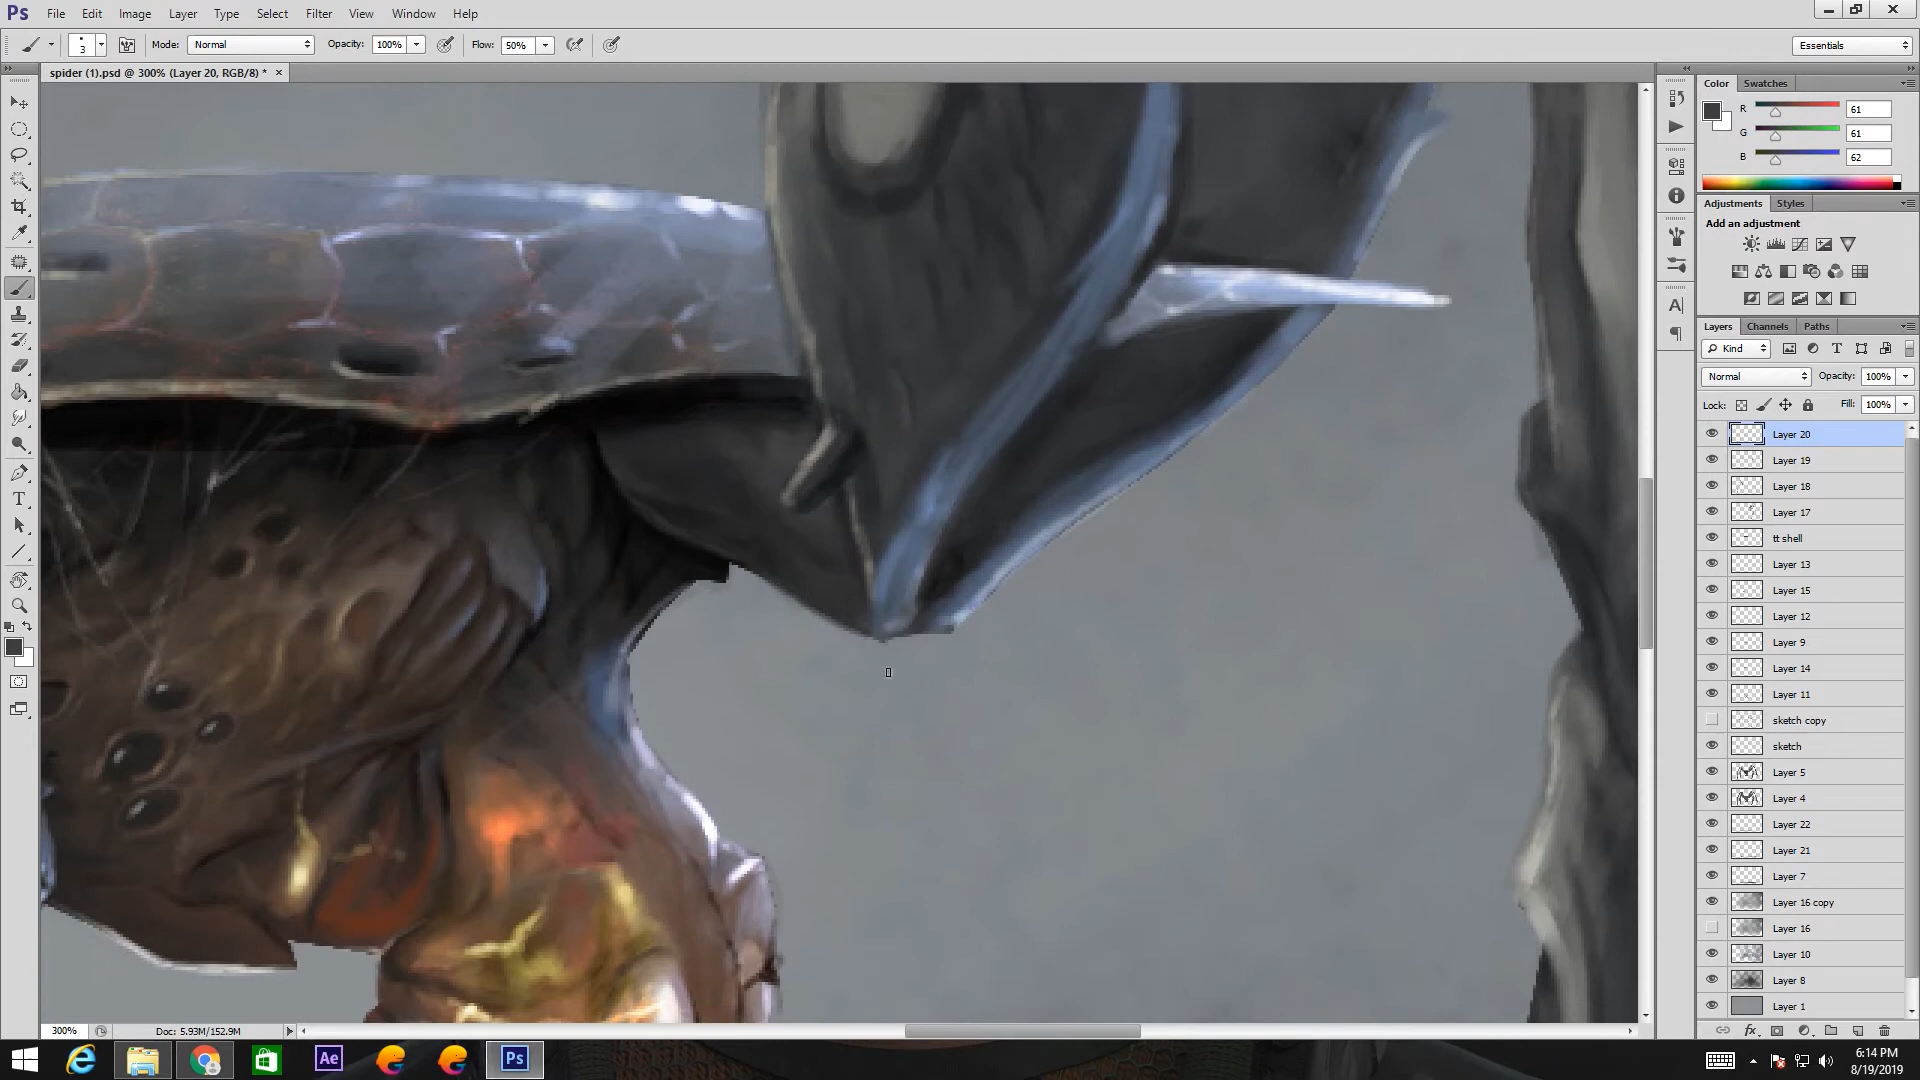 Ps File Edit Image Layer Type Select Filter Analysis View Window Help
3 Mode: Normal Opacity: 100% Flow: 50% Essentials
spider (1).psd @ 300% (Layer 20, RGB/8) * ×
Color Swatches
R 61
G 61
B 62
Adjustments Styles
Add an adjustment
Layers Channels Paths
Kind
Normal Opacity: 100%
Lock: Fill: 100%
Layer 20
Layer 19
Layer 18
Layer 17
tt shell
Layer 13
Layer 15
Layer 12
Layer 9
Layer 14
Layer 11
sketch copy
sketch
Layer 5
Layer 4
Layer 22
Layer 21
Layer 7
Layer 16 copy
Layer 16
Layer 10
Layer 8
Layer 1
300% Doc: 5.93M/152.9M
Ae Ps
6:14 PM
8/19/2019